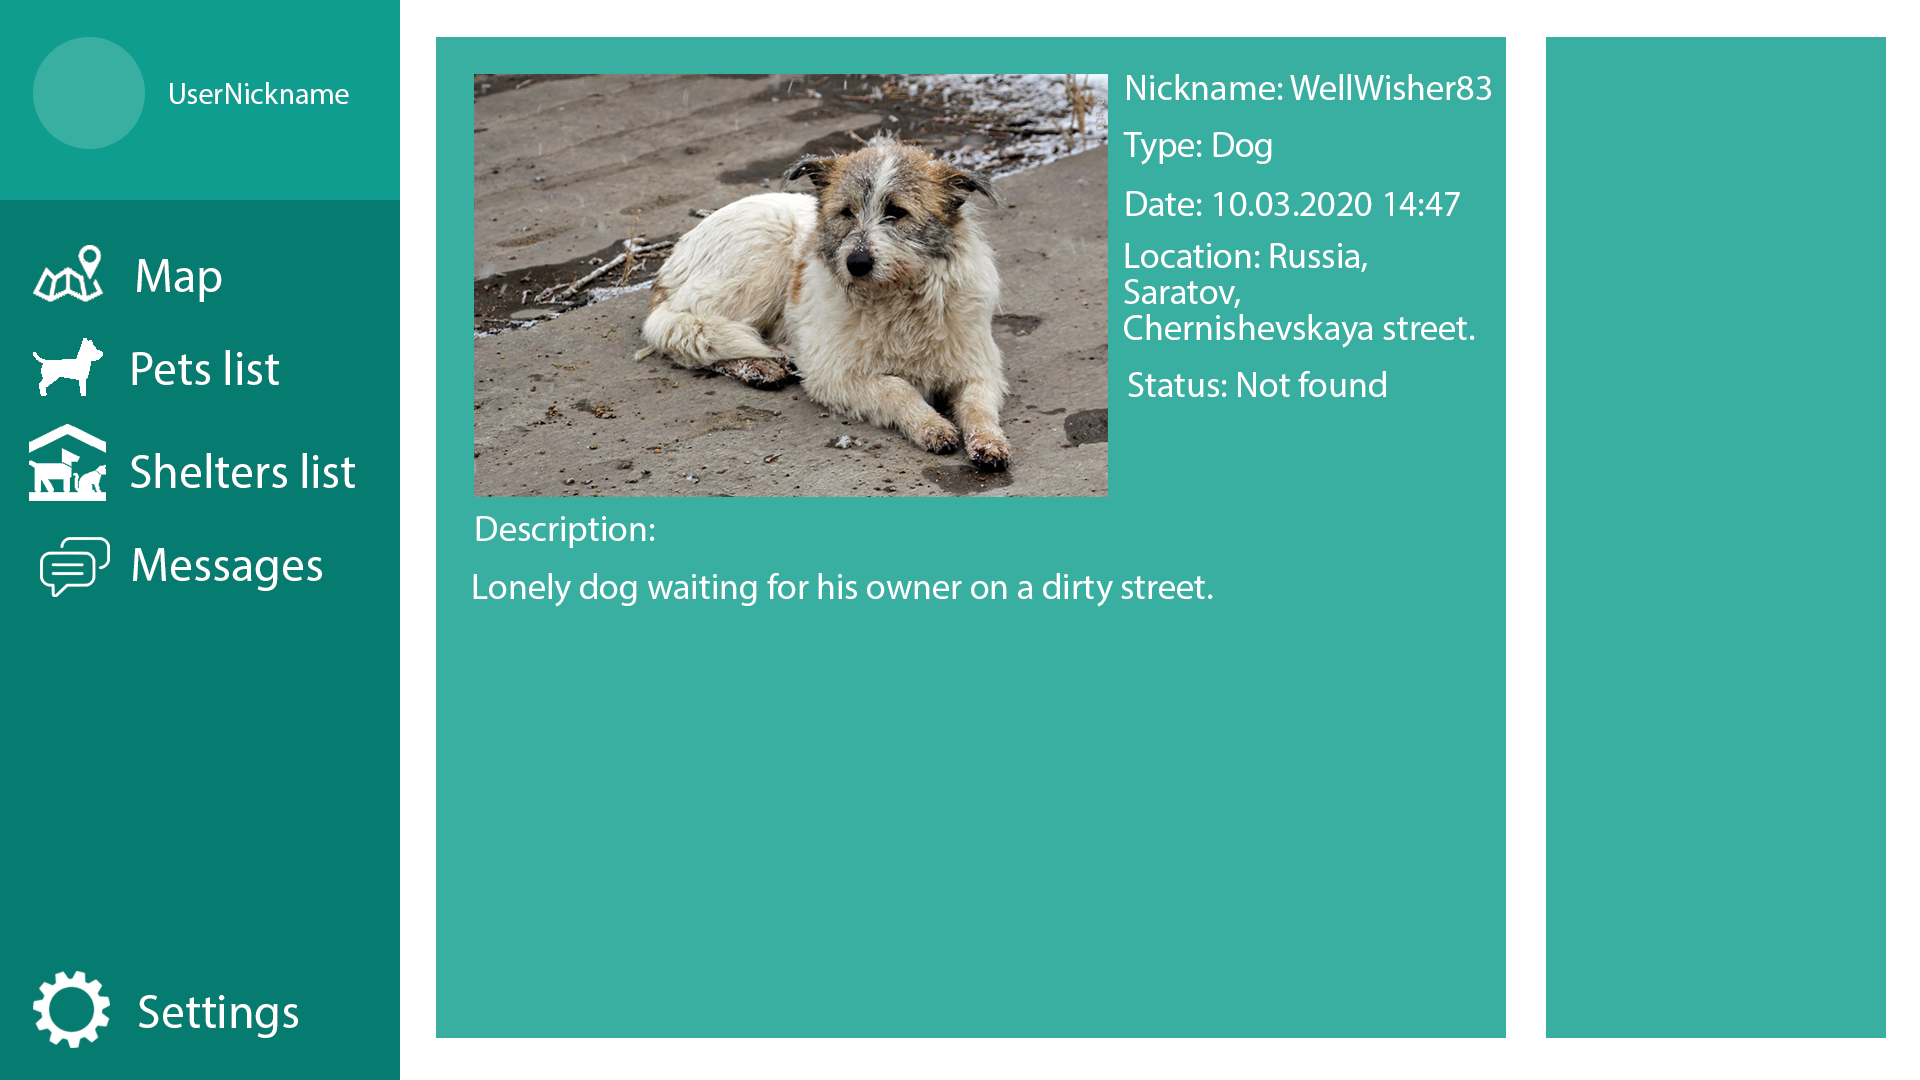 UserNickname
Map
Pets list
Shelters list
Messages
Settings
Nickname: WellWisher83
Type: Dog
Date: 10.03.2020 14:47
Location: Russia,
Saratov,
Chernishevskaya street.
Status: Not found
Description:
Lonely dog waiting for his owner on a dirty street.